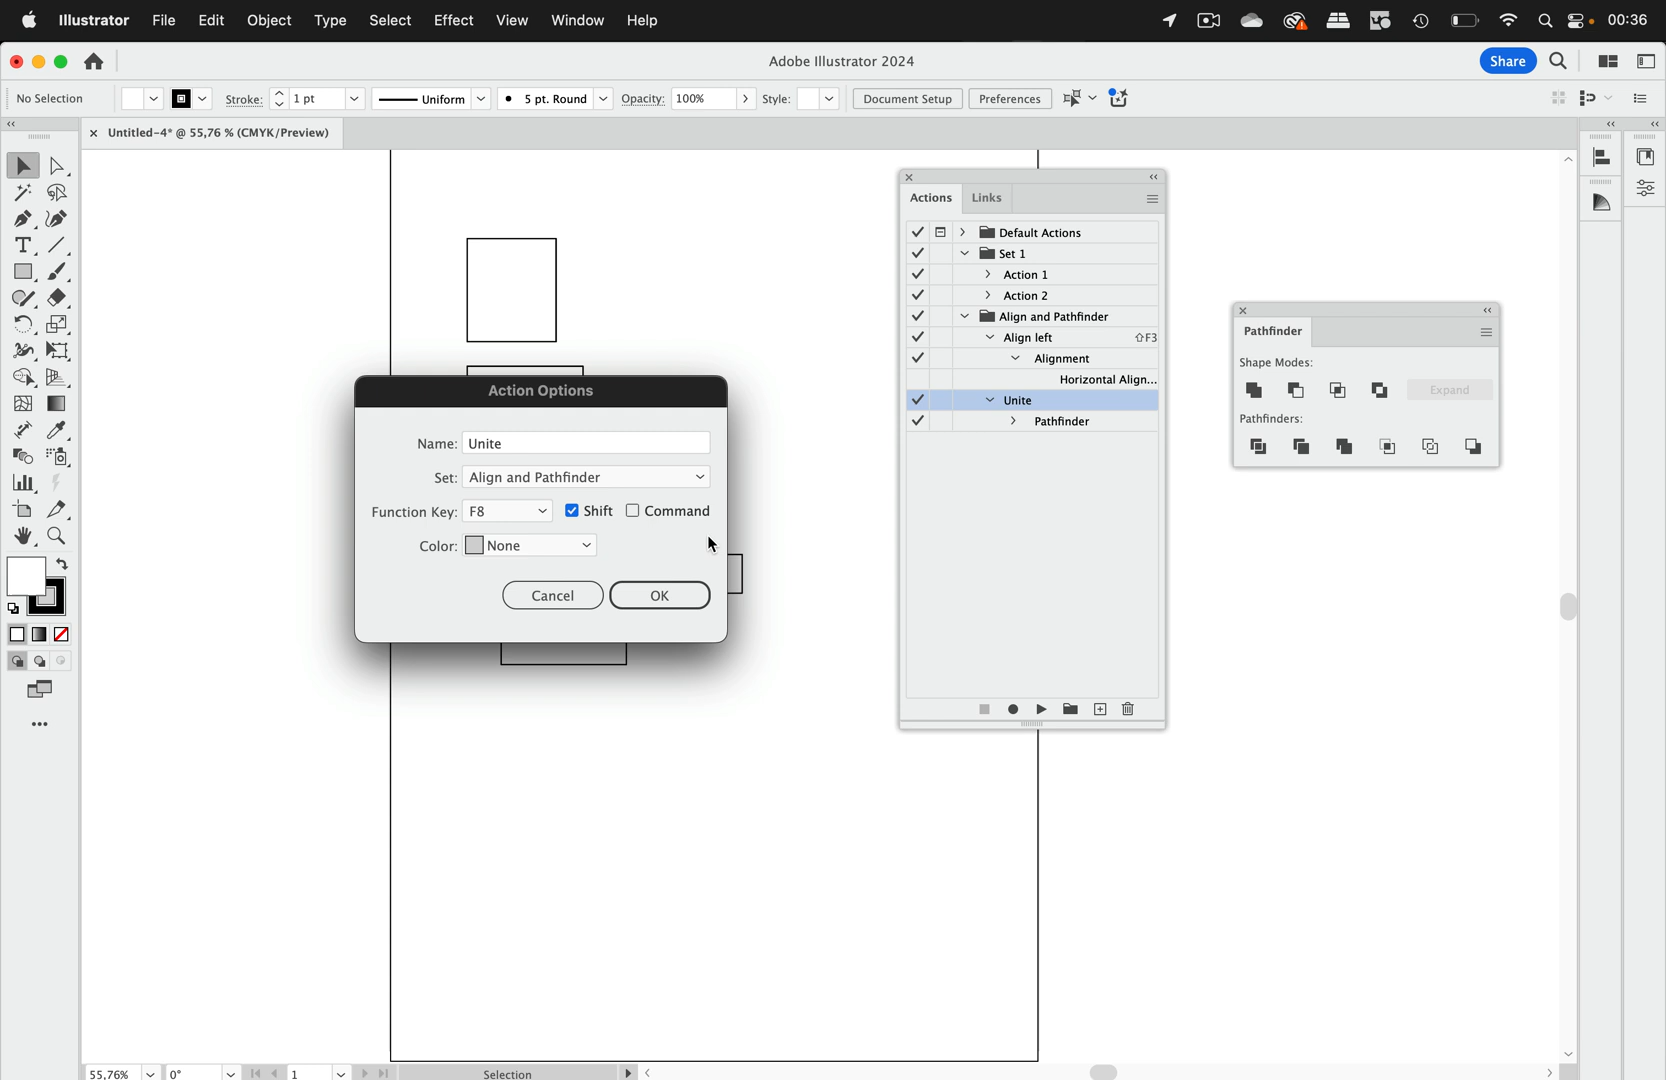 Illustrator File Edit Object Type Select Effect View Window Help 00:36
Adobe Illustrator 2024 Share
No Selection Stroke: 1 pt Uniform 5 pt. Round Opacity: 100% Style: Document Setup Preferences
Untitled-4* @ 55,76 % (CMYK/Preview)
Actions Links
Default Actions
Set 1
Action 1
Action 2
Align and Pathfinder
Align left ⇧F3
Alignment
Horizontal Align...
Unite
Pathfinder
Pathfinder
Shape Modes:
Expand
Pathfinders:
Action Options
Name: Unite
Set: Align and Pathfinder
Function Key: F8 Shift Command
Color: None
Cancel OK
55,76% 0° 1 Selection